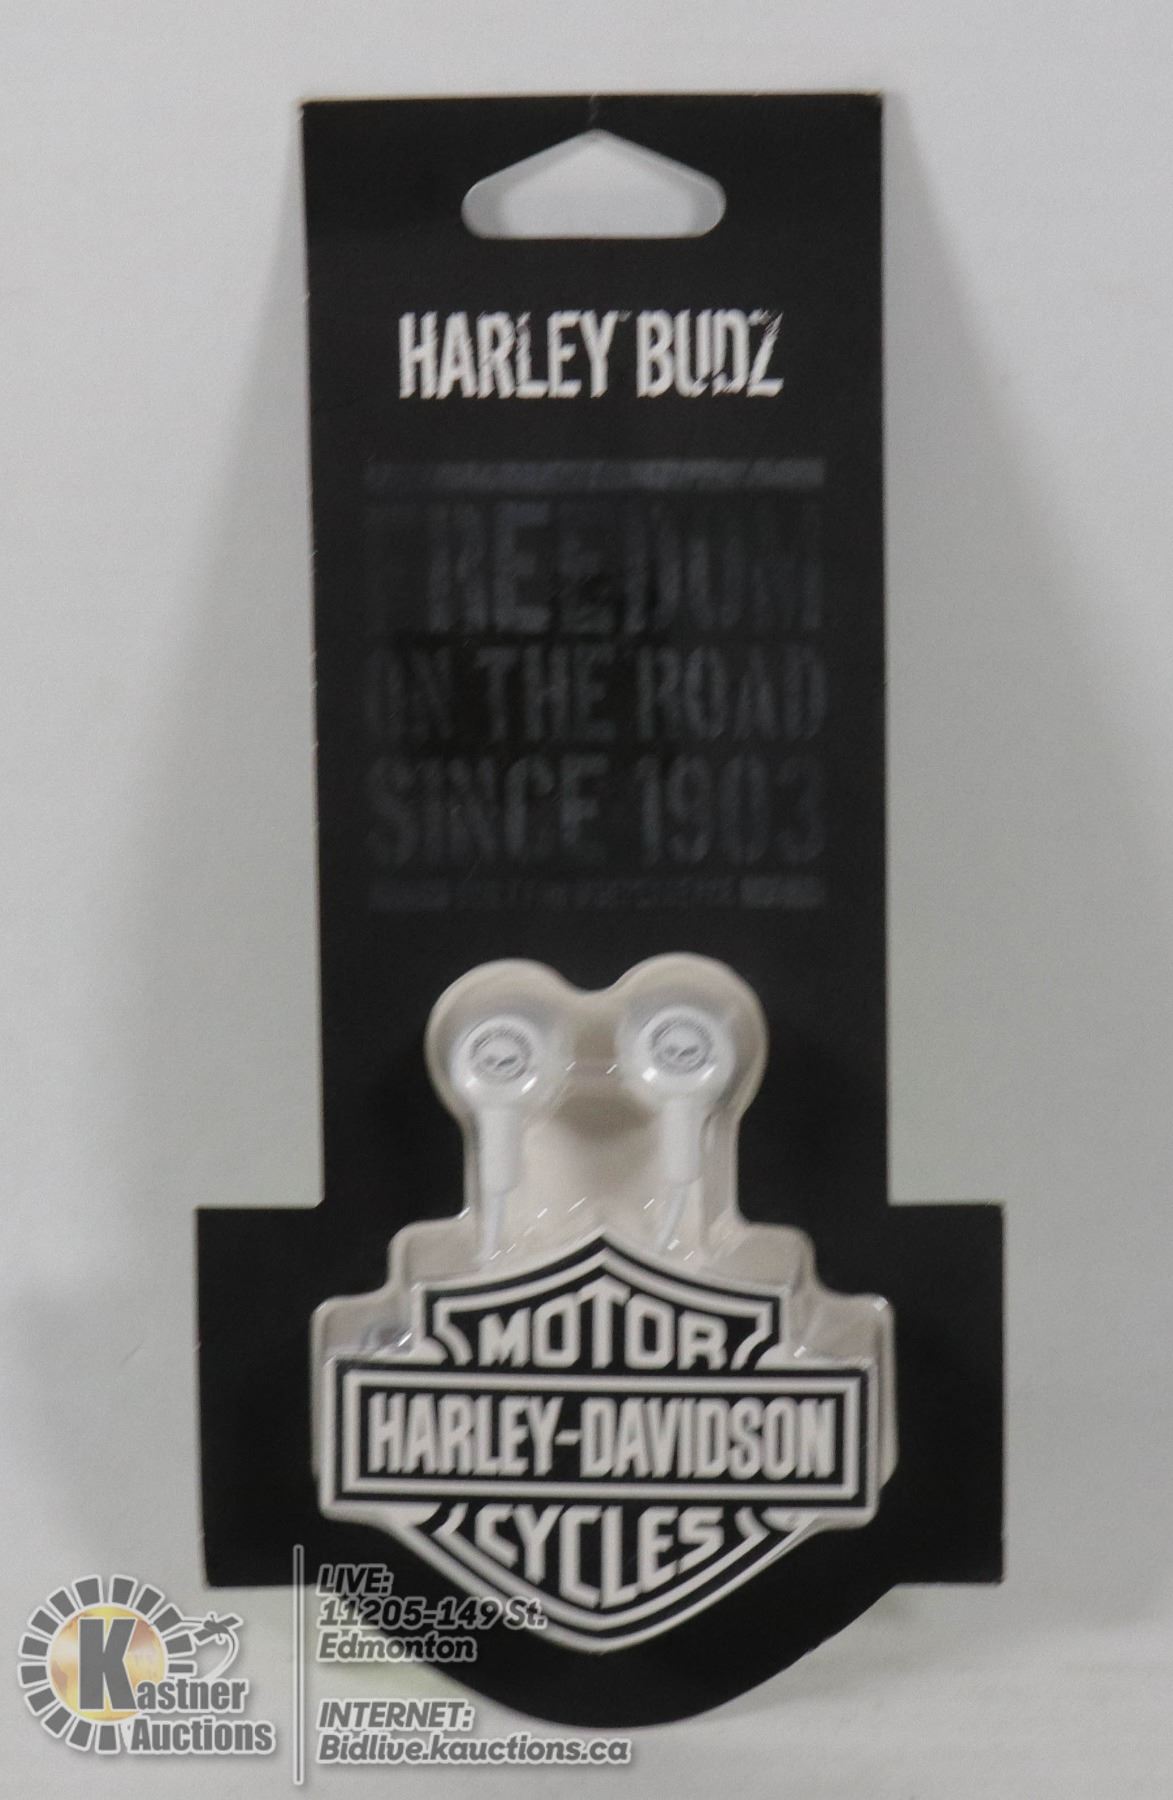 HARLEY™ BUDZ
FREEDOM
ON THE ROAD
SINCE 1903
MOTOR
HARLEY-DAVIDSON
CYCLES
LIVE:
11205-149 St.
Edmonton
Kastner
Auctions
INTERNET:
Bidlive.kauctions.ca